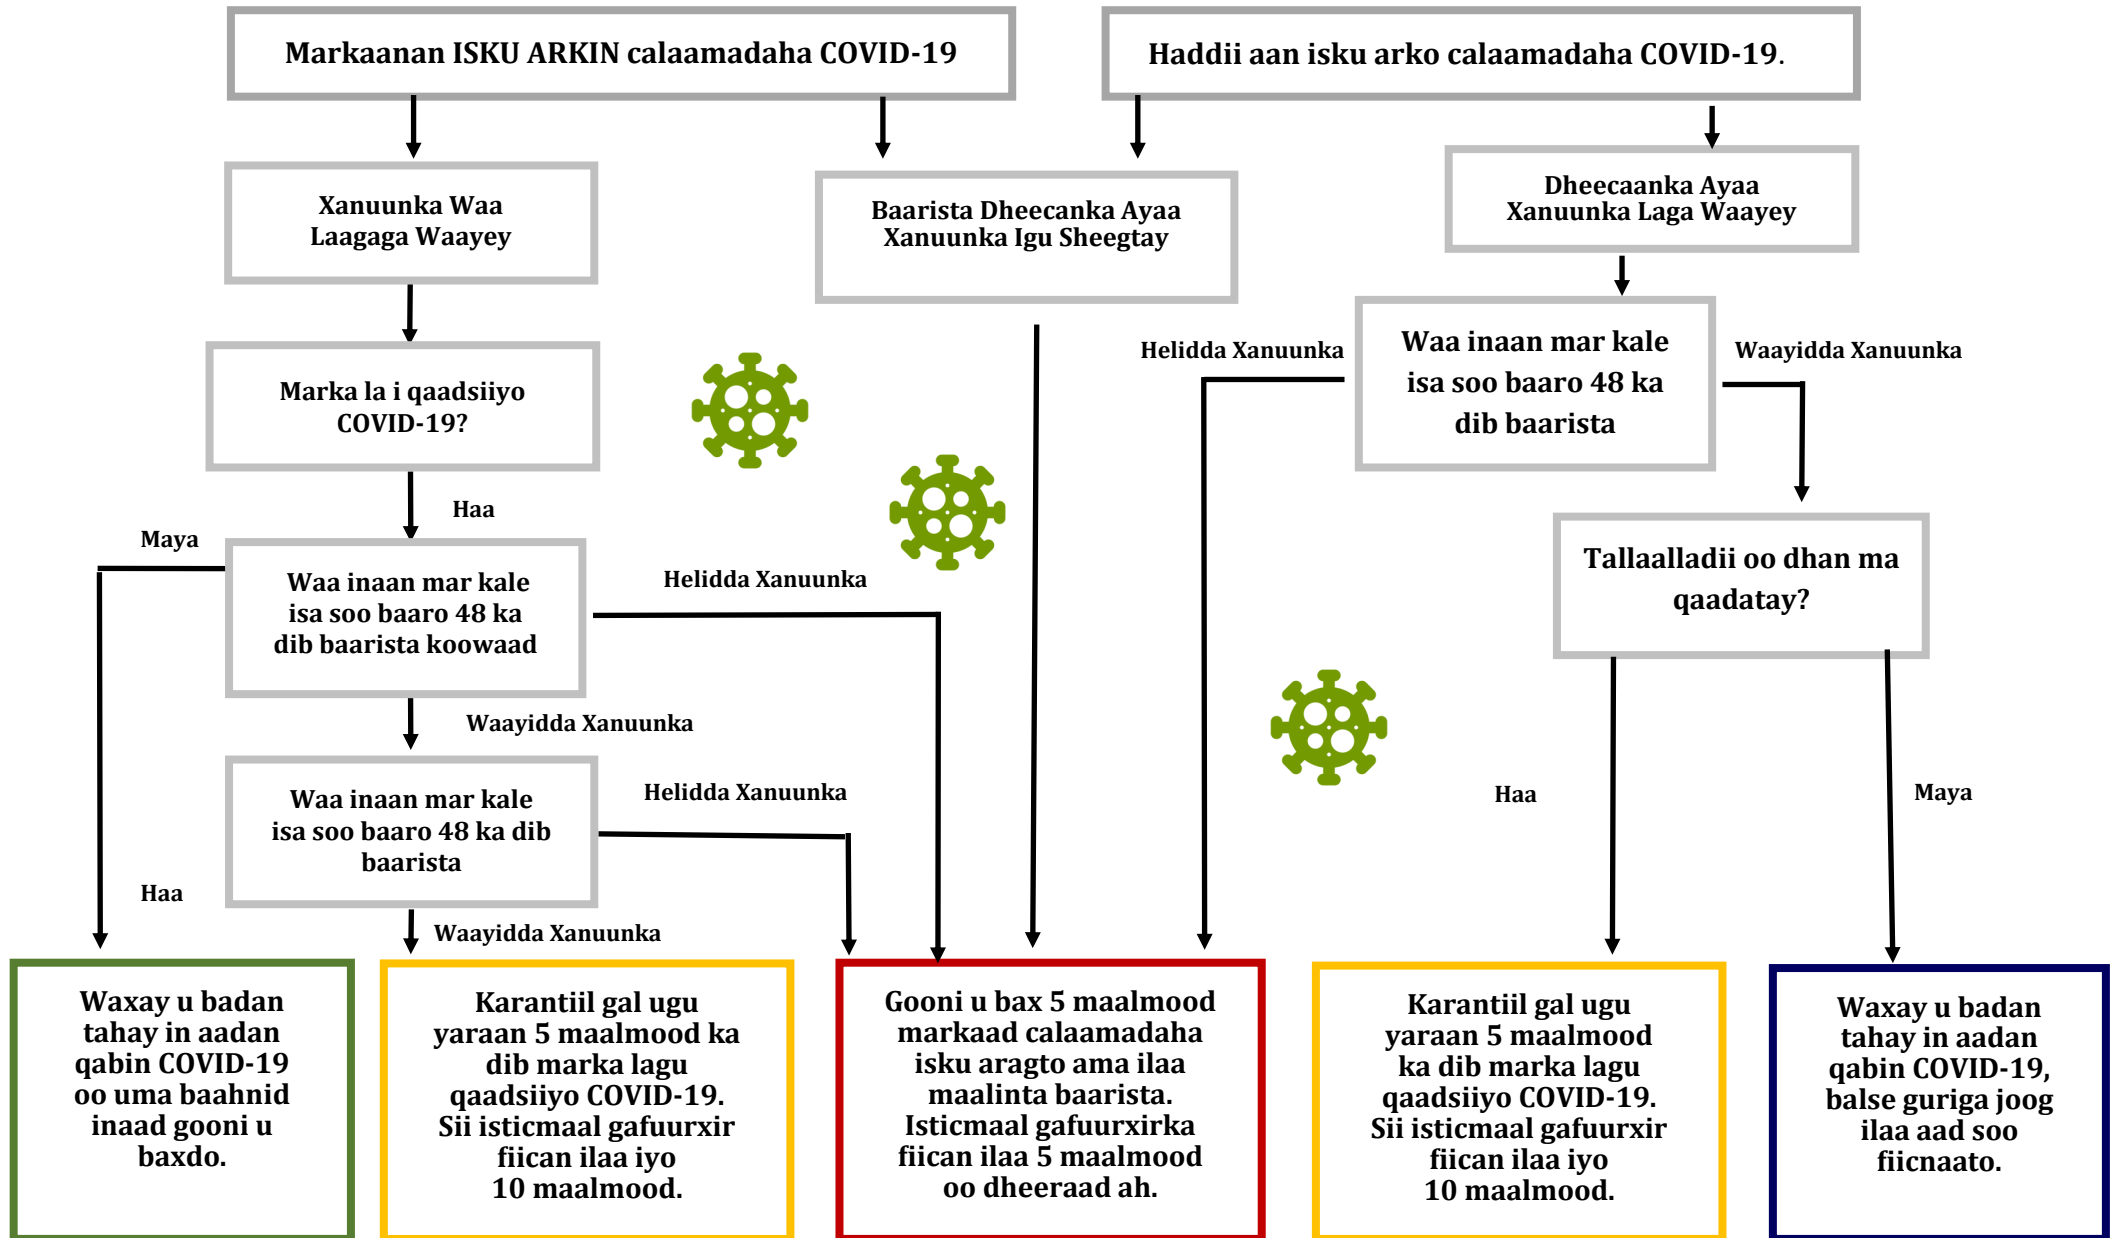 Markaanan ISKU ARKIN calaamadaha COVID-19
Haddii aan isku arko calaamadaha COVID-19.
Xanuunka Waa
Laagaga Waayey
Baarista Dheecanka Ayaa
Xanuunka Igu Sheegtay
Dheecaanka Ayaa
Xanuunka Laga Waayey
Marka la i qaadsiiyo
COVID-19?
Helidda Xanuunka
Waa inaan mar kale
isa soo baaro 48 ka
dib baarista
Waayidda Xanuunka
Haa
Maya
Waa inaan mar kale
isa soo baaro 48 ka
dib baarista koowaad
Helidda Xanuunka
Tallaalladii oo dhan ma
qaadatay?
Waayidda Xanuunka
Waa inaan mar kale
isa soo baaro 48 ka dib
baarista
Helidda Xanuunka
Haa
Maya
Haa
Waayidda Xanuunka
Waxay u badan
tahay in aadan
qabin COVID-19
oo uma baahnid
inaad gooni u
baxdo.
Karantiil gal ugu
yaraan 5 maalmood ka
dib marka lagu
qaadsiiyo COVID-19.
Sii isticmaal gafuurxir
fiican ilaa iyo
10 maalmood.
Gooni u bax 5 maalmood
markaad calaamadaha
isku aragto ama ilaa
maalinta baarista.
Isticmaal gafuurxirka
fiican ilaa 5 maalmood
oo dheeraad ah.
Karantiil gal ugu
yaraan 5 maalmood
ka dib marka lagu
qaadsiiyo COVID-19.
Sii isticmaal gafuurxir
fiican ilaa iyo
10 maalmood.
Waxay u badan
tahay in aadan
qabin COVID-19,
balse guriga joog
ilaa aad soo
fiicnaato.